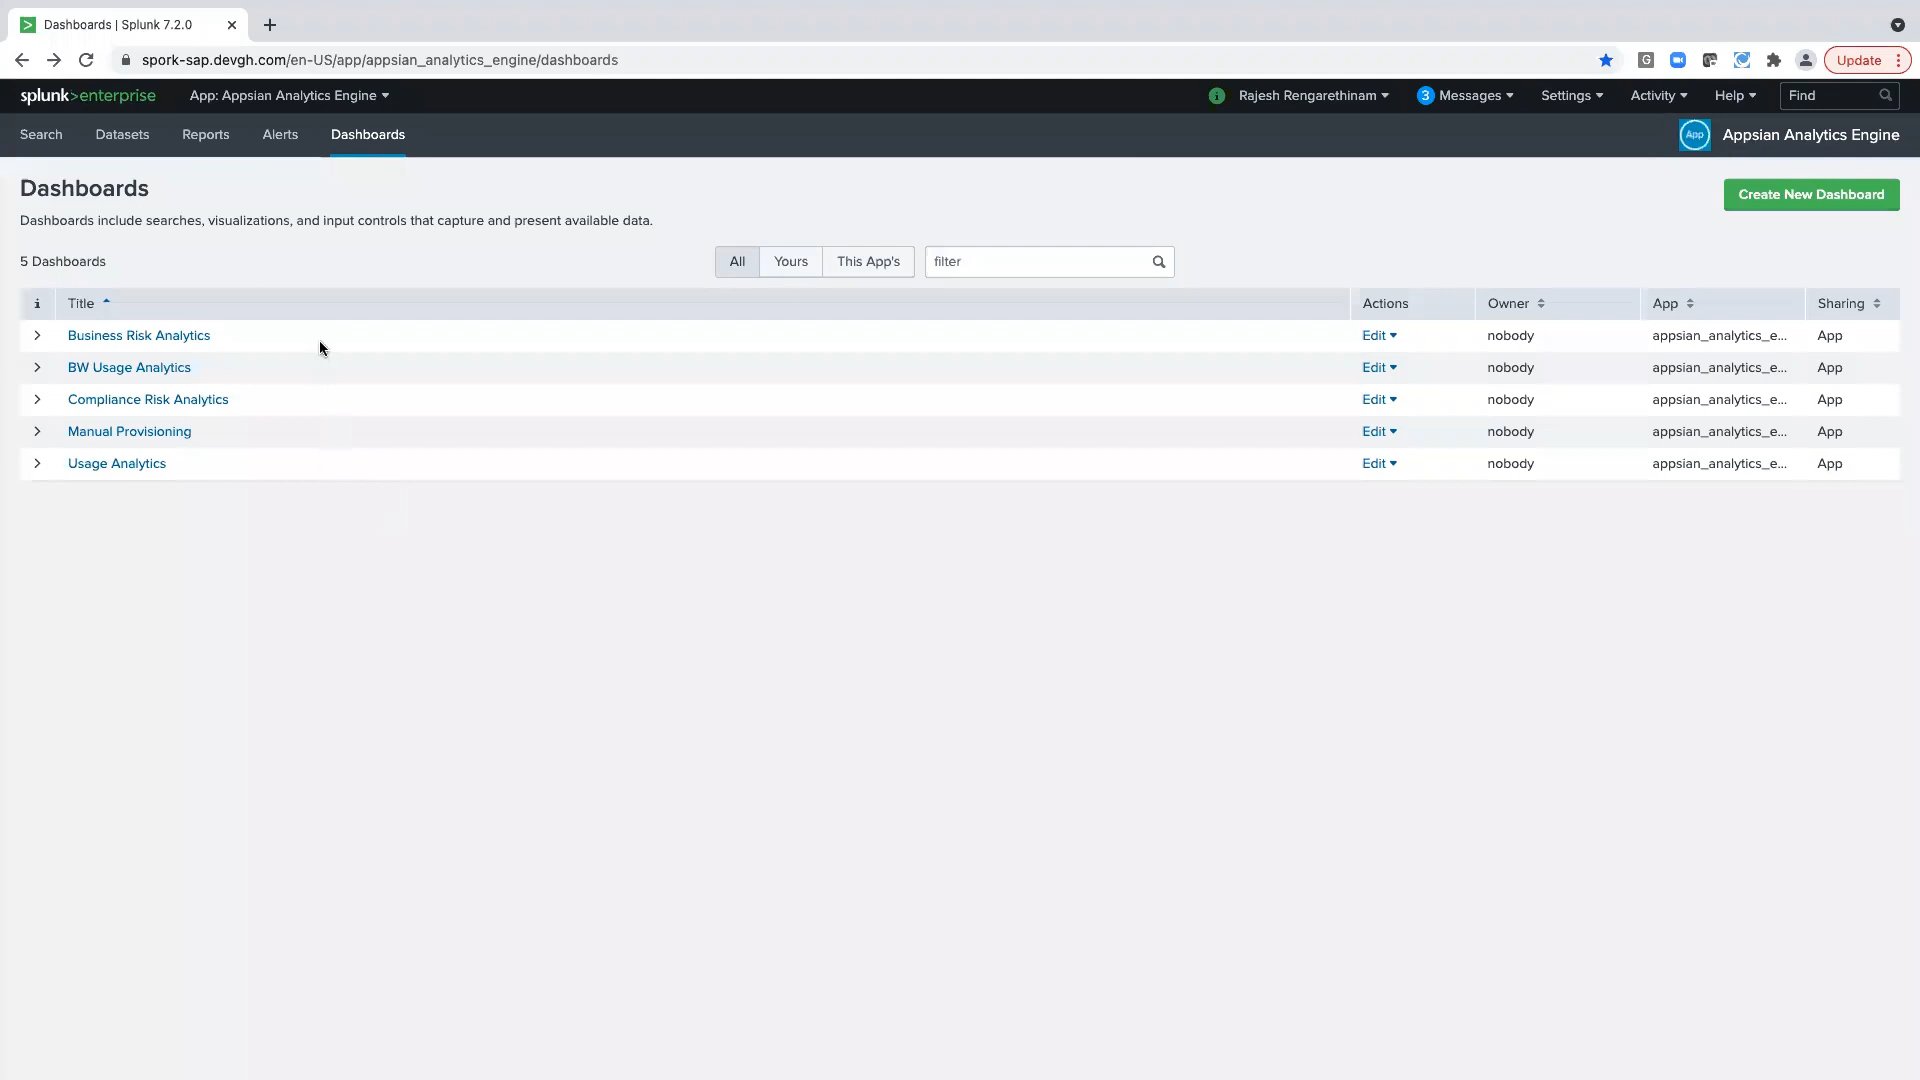 Dashboards | Splunk 7.2.0
spork-sap.devgh.com/en-US/app/appsian_analytics_engine/dashboards
G
Update
splunk>enterprise App: Appsian Analytics Engine
i Rajesh Rengarethinam 3 Messages Settings Activity Help Find
Search Datasets Reports Alerts Dashboards
App Appsian Analytics Engine
Dashboards
Create New Dashboard
Dashboards include searches, visualizations, and input controls that capture and present available data.
5 Dashboards All Yours This App's filter
i Title Actions Owner App Sharing
Business Risk Analytics Edit nobody appsian_analytics_e... App
BW Usage Analytics Edit nobody appsian_analytics_e... App
Compliance Risk Analytics Edit nobody appsian_analytics_e... App
Manual Provisioning Edit nobody appsian_analytics_e... App
Usage Analytics Edit nobody appsian_analytics_e... App